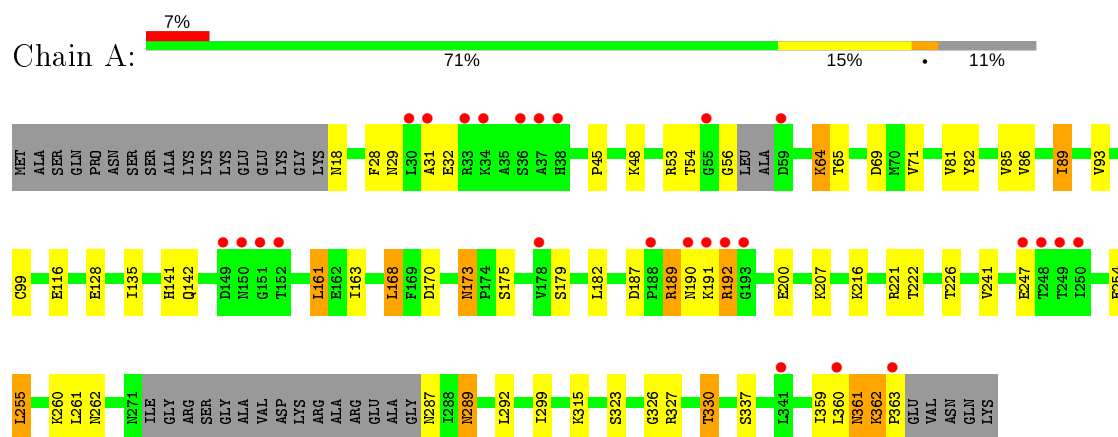 7%
Chain A:
71% 15% • 11%
MET ALA SER GLN PRO ASN SER SER ALA LYS LYS LYS GLU GLU LYS GLY LYS N18 F28 N29 L30 A31 E32 R33 K34 A35 S36 A37 H38 P45 K48 R53 T54 G55 G56 LEU ALA D59 K64 T65 D69 M70 V71 V81 Y82 V85 V86 I89 V93
C99 E116 E128 I135 H141 Q142 D149 N150 G151 T152 L161 E162 I163 L168 F169 D170 N173 P174 S175 V178 S179 L182 D187 P188 R189 N190 K191 R192 G193 E200 K207 K216 R221 T222 T226 V241 E247 T248 T249 I250
L255 K260 L261 N262 N271 ILE GLY ARG SER GLY ALA VAL ASP LYS ARG ALA ARG GLU ALA GLY N287 I288 N289 L292 I299 K315 S323 G326 R327 T330 S337 L341 I359 L360 N361 K362 P363 GLU VAL ASN GLN LYS